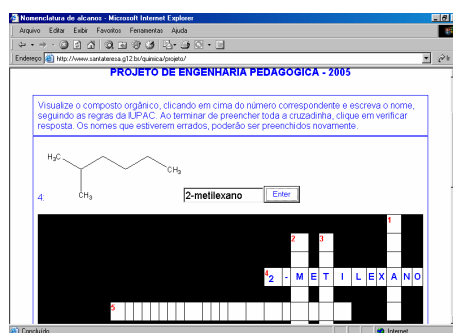 Nomenclatura de alcanos - Microsoft Internet Explorer
Arquivo Editar Exibir Favoritos Ferramentas Ajuda
Endereço http://www.santateresa.g12.br/quimica/projeto/ Ir
PROJETO DE ENGENHARIA PEDAGOGICA - 2005
Visualize o composto orgânico, clicando em cima do número correspondente e escreva o nome,
seguindo as regras da IUPAC. Ao terminar de preencher toda a cruzadinha, clique em verificar
resposta. Os nomes que estiverem errados, poderão ser preenchidos novamente.
H3C
CH3
4: CH3 2-metilexano Enter
1
2 3
4 2 - M E T I L E X A N O
5
Concluído Internet